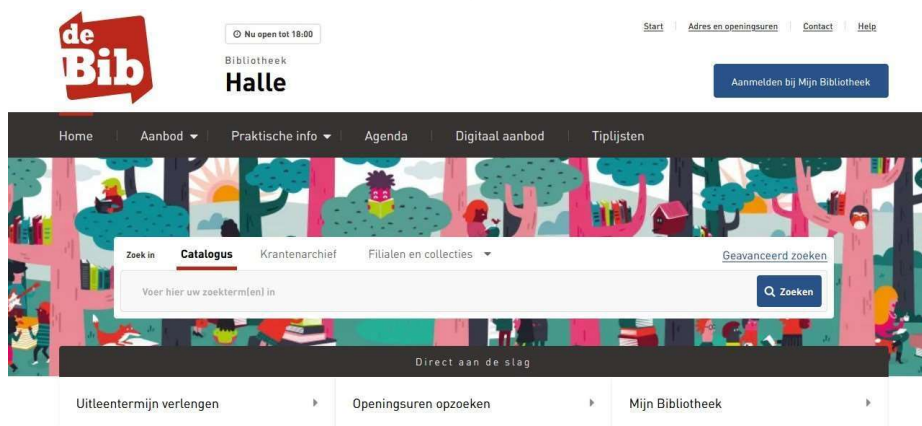 de
Bib
Nu open tot 18:00
Bibliotheek
Halle
Start
Adres en openingsuren
Contact
Help
Aanmelden bij Mijn Bibliotheek
Home
Aanbod
Praktische info
Agenda
Digitaal aanbod
Tiplijsten
Zoek in
Catalogus
Krantenarchief
Filialen en collecties
Geavanceerd zoeken
Voer hier uw zoekterm(en) in
Zoeken
Direct aan de slag
Uitleentermijn verlengen
Openingsuren opzoeken
Mijn Bibliotheek